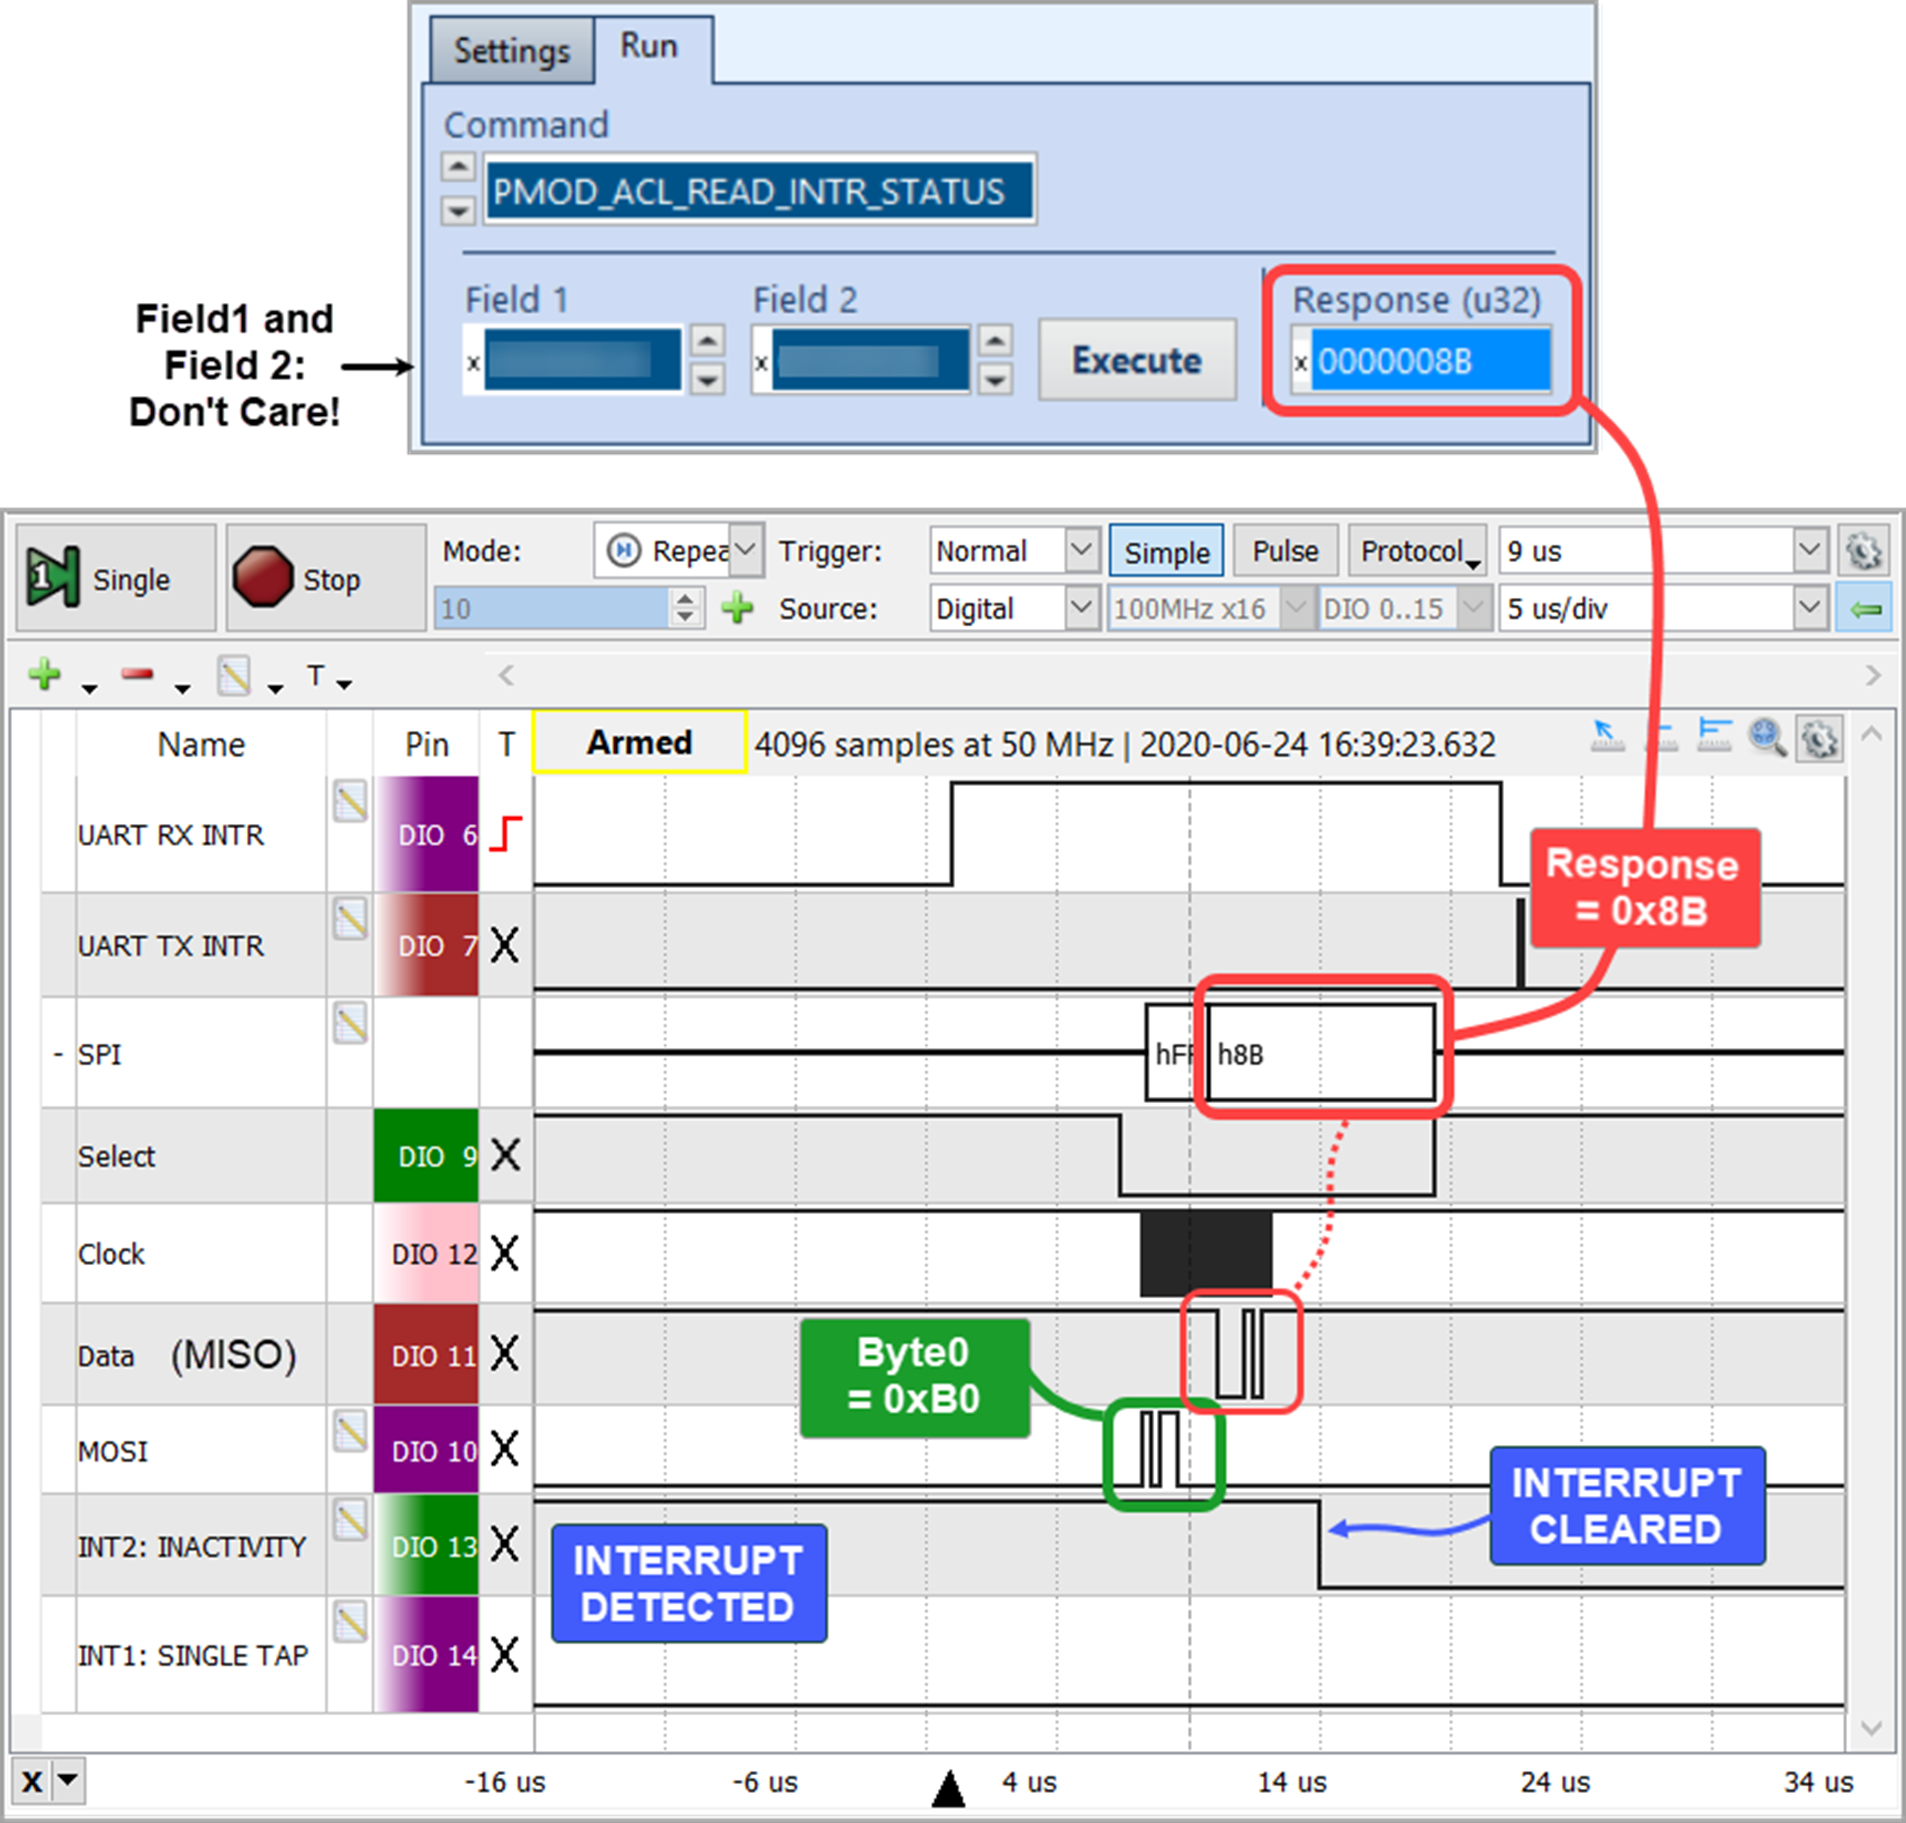 Settings Run
Command
PMOD_ACL_READ_INTR_STATUS
Field 1 Field 2 Response (u32)
x x Execute x 0000008B
Field1 and
Field 2:
Don't Care!
1 Single Stop Mode: Repea Trigger: Normal Simple Pulse Protocol 9 us
10 Source: Digital 100MHz x16 DIO 0..15 5 us/div
T
Name Pin T Armed 4096 samples at 50 MHz | 2020-06-24 16:39:23.632
UART RX INTR DIO 6
Response
= 0x8B
UART TX INTR DIO 7 X
- SPI hFF h8B
Select DIO 9 X
Clock DIO 12 X
Data (MISO) DIO 11 X
Byte0
= 0xB0
MOSI DIO 10 X
INTERRUPT
CLEARED
INT2: INACTIVITY DIO 13 X
INTERRUPT
DETECTED
INT1: SINGLE TAP DIO 14 X
X -16 us -6 us 4 us 14 us 24 us 34 us